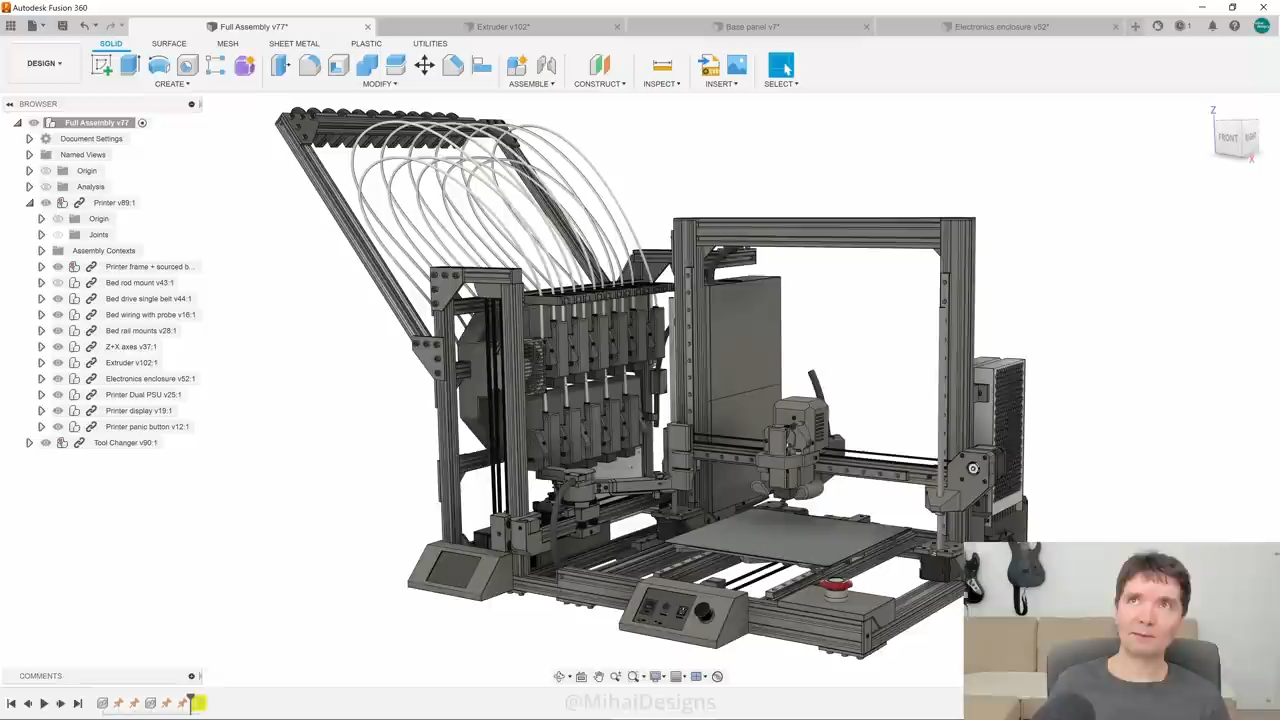 Autodesk Fusion 360
Full Assembly v77*
Extruder v102*
Base panel v7*
Electronics enclosure v52*
1
DESIGN
SOLID
SURFACE
MESH
SHEET METAL
PLASTIC
UTILITIES
CREATE
MODIFY
ASSEMBLE
CONSTRUCT
INSPECT
INSERT
SELECT
BROWSER
Full Assembly v77
Document Settings
Named Views
Origin
Analysis
Printer v89:1
Origin
Joints
Assembly Contexts
Printer frame + sourced b...
Bed rod mount v43:1
Bed drive single belt v44:1
Bed wiring with probe v16:1
Bed rail mounts v28:1
Z+X axes v37:1
Extruder v102:1
Electronics enclosure v52:1
Printer Dual PSU v25:1
Printer display v19:1
Printer panic button v12:1
Tool Changer v90:1
Z
FRONT
RIGHT
X
COMMENTS
@MihaiDesigns